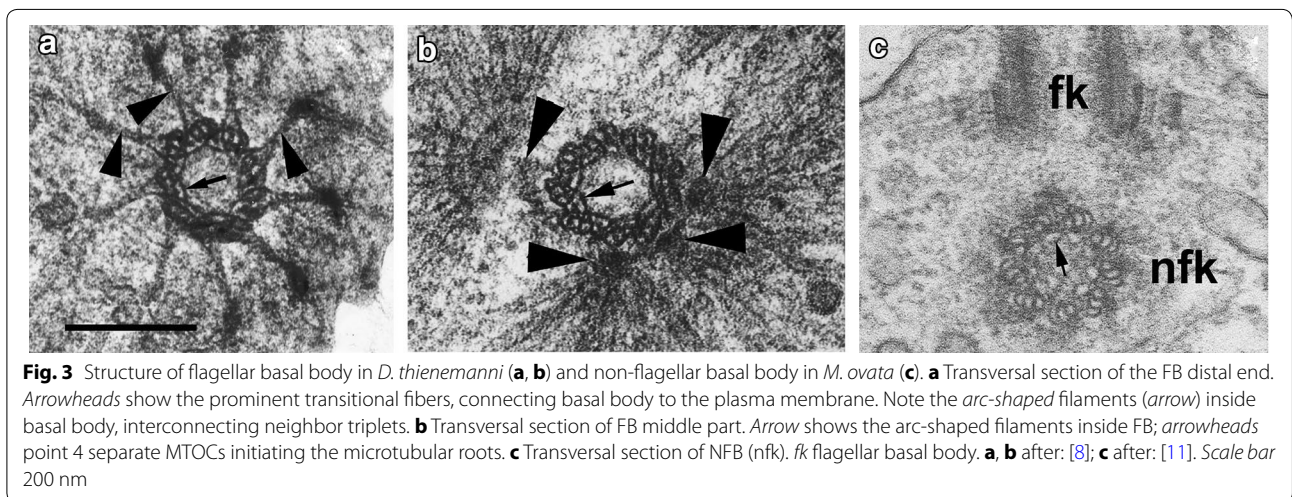 a
b
c
fk
nfk
Fig. 3 Structure of flagellar basal body in D. thienemanni (a, b) and non-flagellar basal body in M. ovata (c). a Transversal section of the FB distal end.
Arrowheads show the prominent transitional fibers, connecting basal body to the plasma membrane. Note the arc-shaped filaments (arrow) inside
basal body, interconnecting neighbor triplets. b Transversal section of FB middle part. Arrow shows the arc-shaped filaments inside FB; arrowheads
point 4 separate MTOCs initiating the microtubular roots. c Transversal section of NFB (nfk). fk flagellar basal body. a, b after: [8]; c after: [11]. Scale bar
200 nm